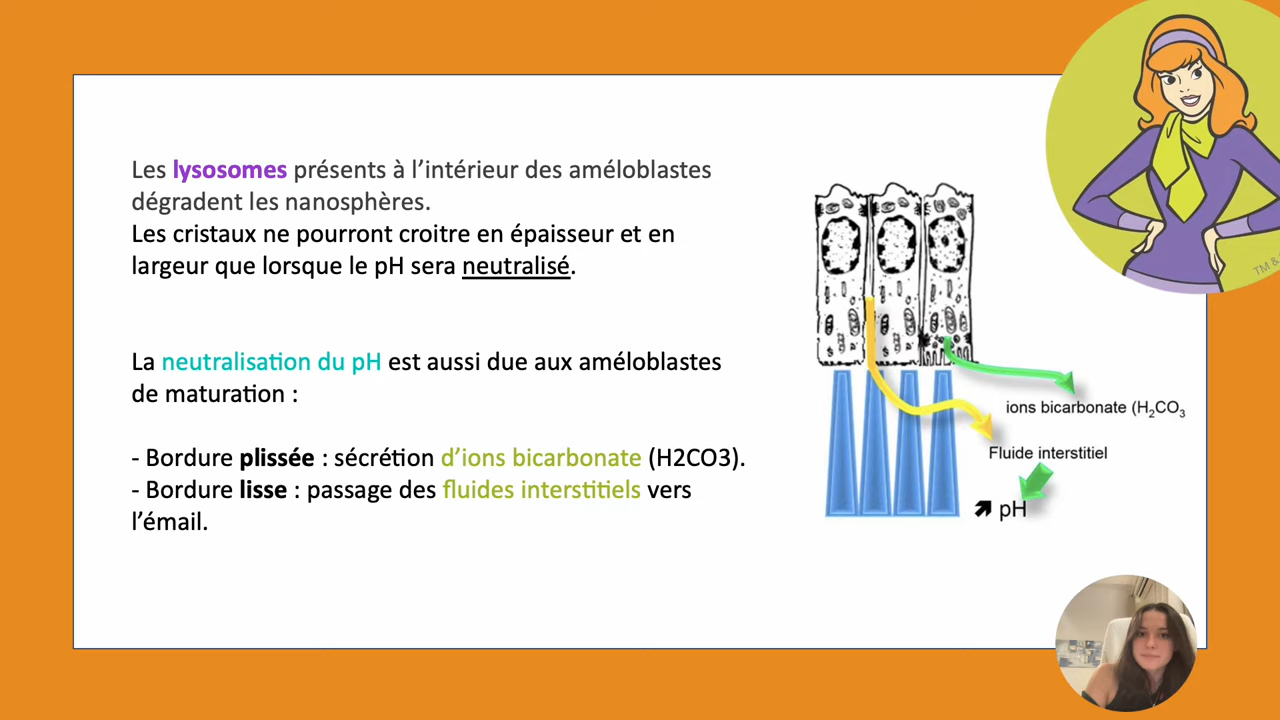 Les lysosomes présents à l'intérieur des améloblastes
dégradent les nanosphères.
Les cristaux ne pourront croitre en épaisseur et en
largeur que lorsque le pH sera neutralisé.
La neutralisation du pH est aussi due aux améloblastes
de maturation :
- Bordure plissée : sécrétion d'ions bicarbonate (H2CO3).
- Bordure lisse : passage des fluides interstitiels vers
l'émail.
ions bicarbonate (H₂CO₃
Fluide interstitiel
↗ pH
TM &